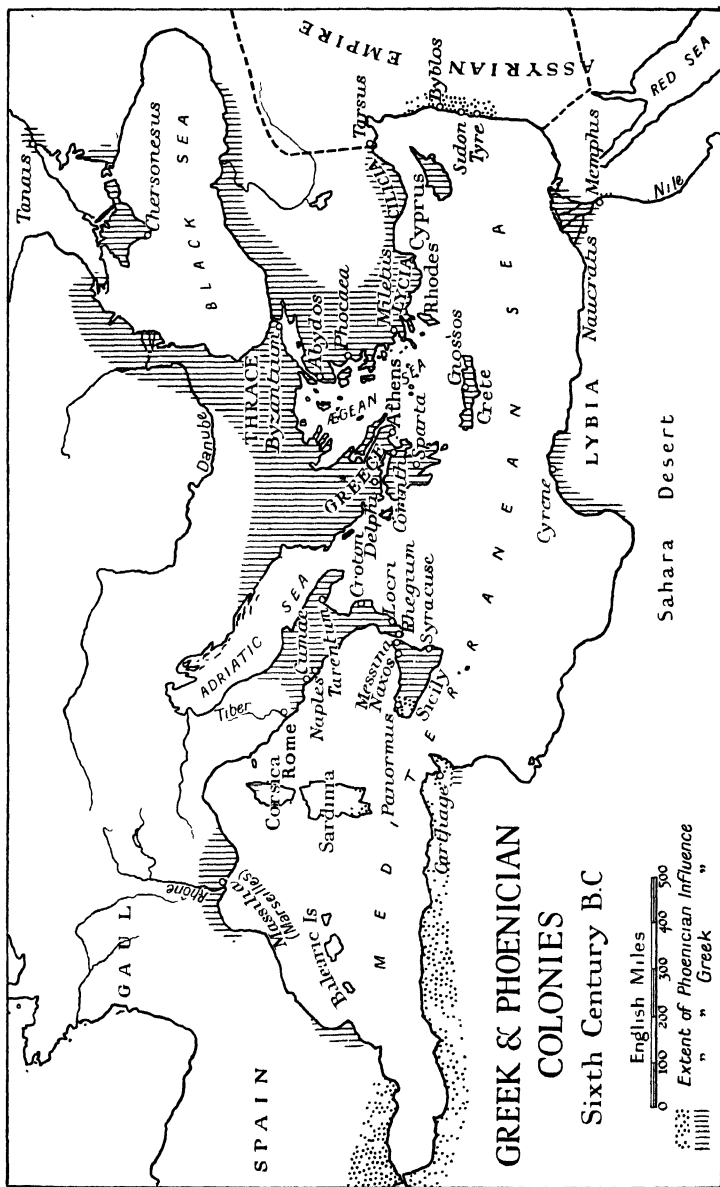 GREEK & PHOENICIAN
COLONIES
Sixth Century B.C
English Miles
0 100 200 300 400 500
Extent of Phoenician Influence
" " Greek "
SPAIN
GAUL
Rhône
Massilia
(Marseilles)
Balearic Is
Corsica
Sardinia
Rome
Tiber
ADRIATIC SEA
Cumae
Naples
Tarentum
Croton
Locri
Rhegium
Messina
Naxos
Syracuse
Sicily
Panormus
Carthage
MEDITERRANEAN SEA
Danube
THRACE
Byzantium
GREECE
Delphi
Corinth
Athens
Sparta
ÆGEAN SEA
Abydos
Phocaea
Miletus
LYCIA
CILICIA
Rhodes
Cyprus
Gnossos
Crete
BLACK SEA
Chersonesus
Tanais
Tarsus
ASSYRIAN EMPIRE
Byblos
Sidon
Tyre
RED SEA
Memphus
Nile
Naucratis
LYBIA
Cyrene
Sahara Desert